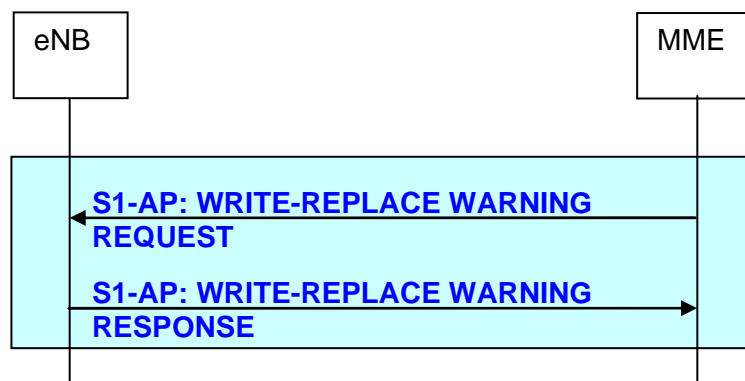 eNB
MME
S1-AP: WRITE-REPLACE WARNING
REQUEST
S1-AP: WRITE-REPLACE WARNING
RESPONSE